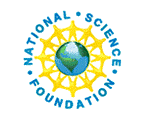 NATIONAL • SCIENCE
• FOUNDATION •